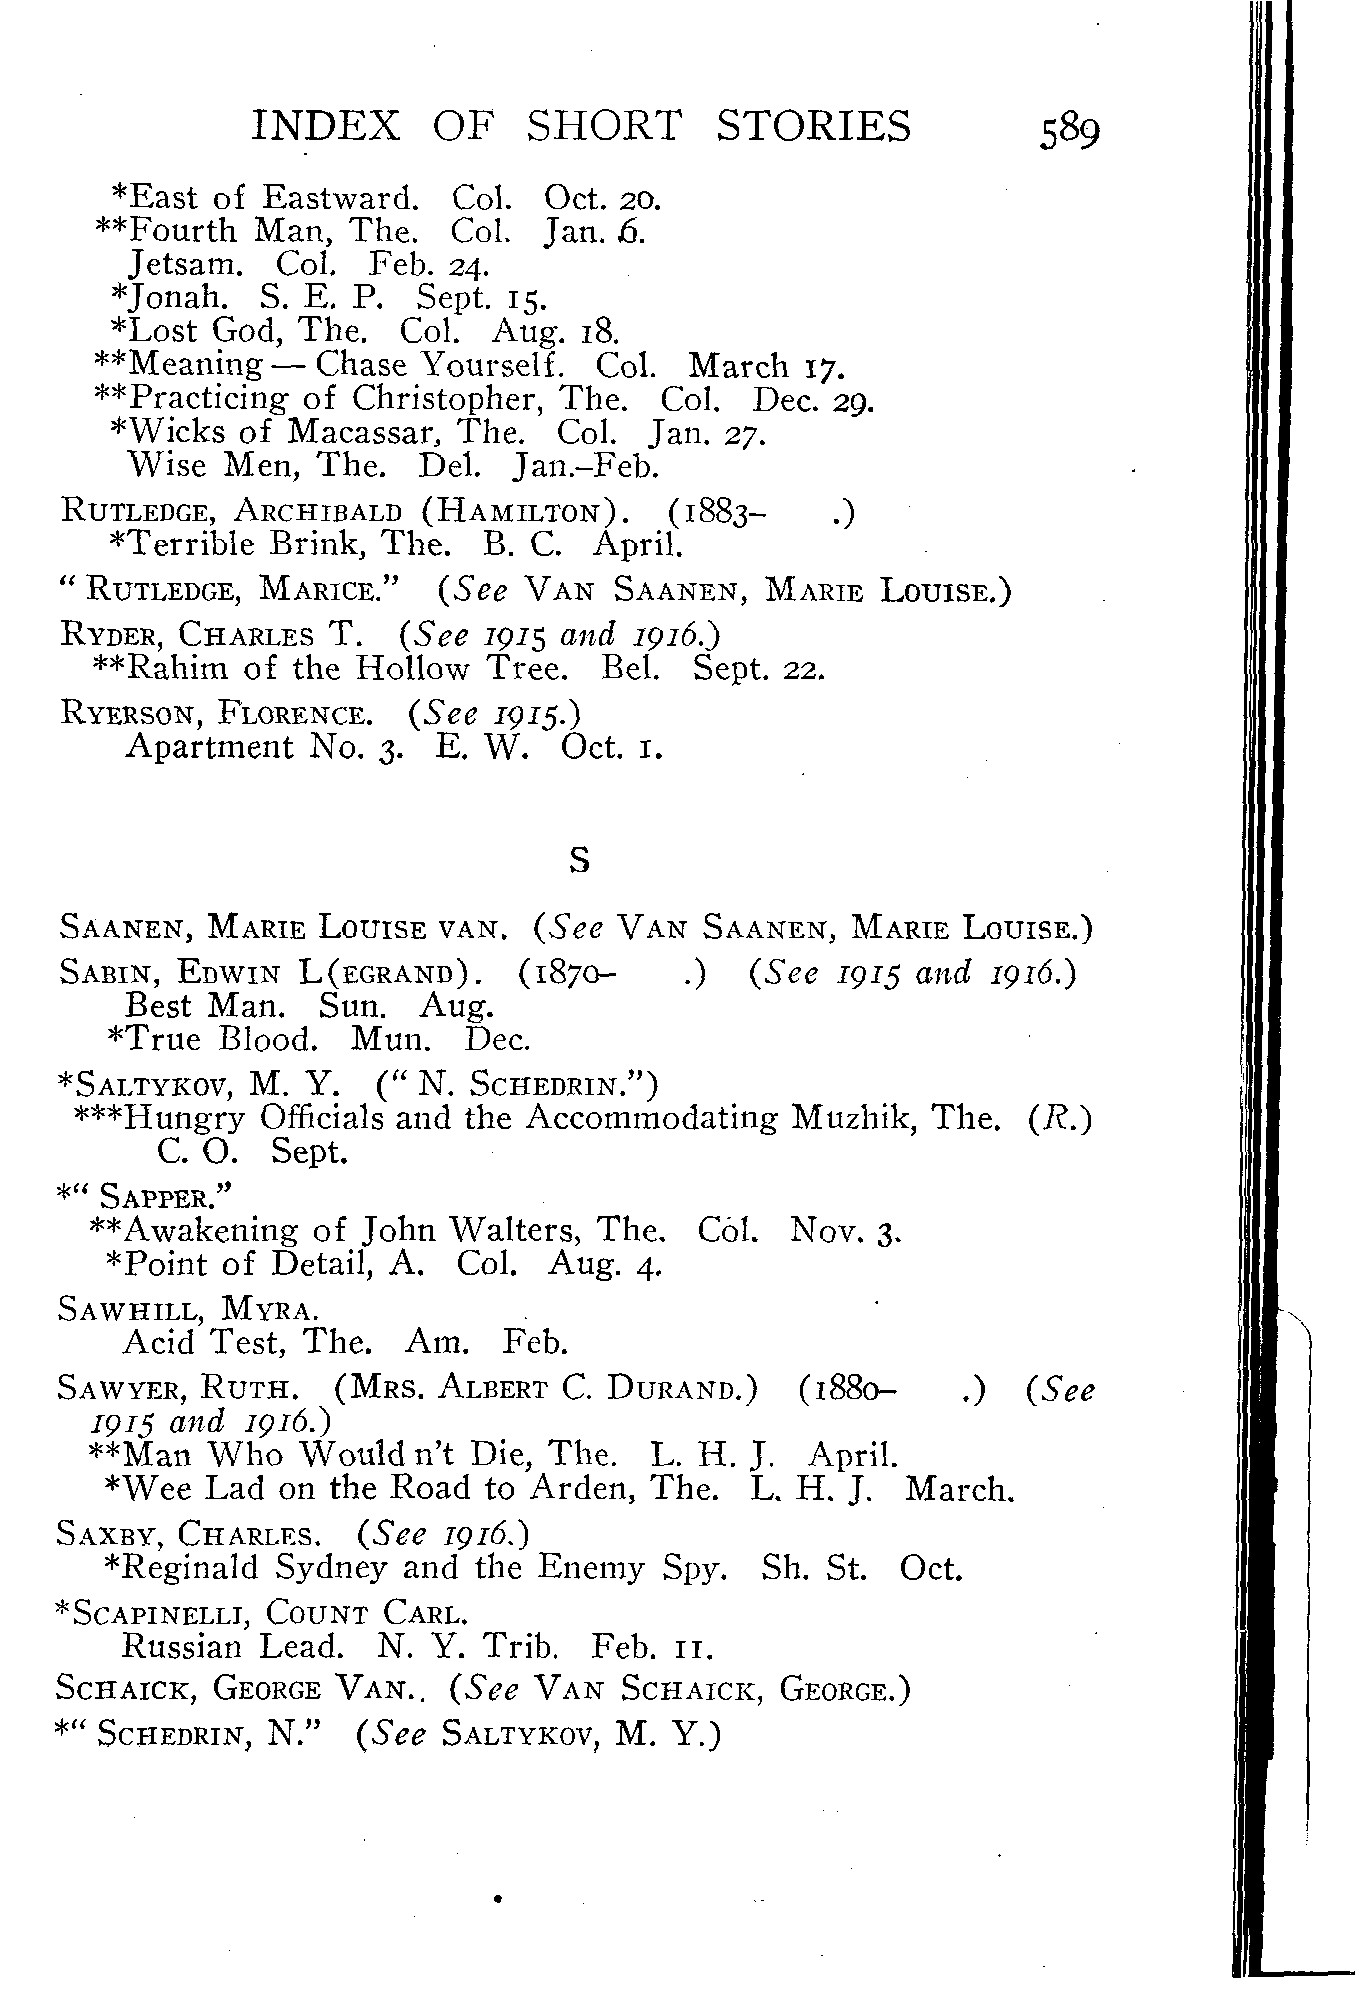 INDEX OF SHORT STORIES 589
*East of Eastward. Col. Oct. 20.
**Fourth Man, The. Col. Jan. 6.
Jetsam. Col. Feb. 24.
*Jonah. S. E. P. Sept. 15.
*Lost God, The. Col. Aug. 18.
**Meaning — Chase Yourself. Col. March 17.
**Practicing of Christopher, The. Col. Dec. 29.
*Wicks of Macassar, The. Col. Jan. 27.
Wise Men, The. Del. Jan.–Feb.
RUTLEDGE, ARCHIBALD (HAMILTON). (1883– .)
*Terrible Brink, The. B. C. April.
“ RUTLEDGE, MARICE.” (See VAN SAANEN, MARIE LOUISE.)
RYDER, CHARLES T. (See 1915 and 1916.)
**Rahim of the Hollow Tree. Bel. Sept. 22.
RYERSON, FLORENCE. (See 1915.)
Apartment No. 3. E. W. Oct. 1.
S
SAANEN, MARIE LOUISE VAN. (See VAN SAANEN, MARIE LOUISE.)
SABIN, EDWIN L(EGRAND). (1870– .) (See 1915 and 1916.)
Best Man. Sun. Aug.
*True Blood. Mun. Dec.
*SALTYKOV, M. Y. (“ N. SCHEDRIN.”)
***Hungry Officials and the Accommodating Muzhik, The. (R.)
C. O. Sept.
*“ SAPPER.”
**Awakening of John Walters, The. Col. Nov. 3.
*Point of Detail, A. Col. Aug. 4.
SAWHILL, MYRA.
Acid Test, The. Am. Feb.
SAWYER, RUTH. (MRS. ALBERT C. DURAND.) (1880– .) (See
1915 and 1916.)
**Man Who Would n't Die, The. L. H. J. April.
*Wee Lad on the Road to Arden, The. L. H. J. March.
SAXBY, CHARLES. (See 1916.)
*Reginald Sydney and the Enemy Spy. Sh. St. Oct.
*SCAPINELLI, COUNT CARL.
Russian Lead. N. Y. Trib. Feb. 11.
SCHAICK, GEORGE VAN.. (See VAN SCHAICK, GEORGE.)
*“ SCHEDRIN, N.” (See SALTYKOV, M. Y.)